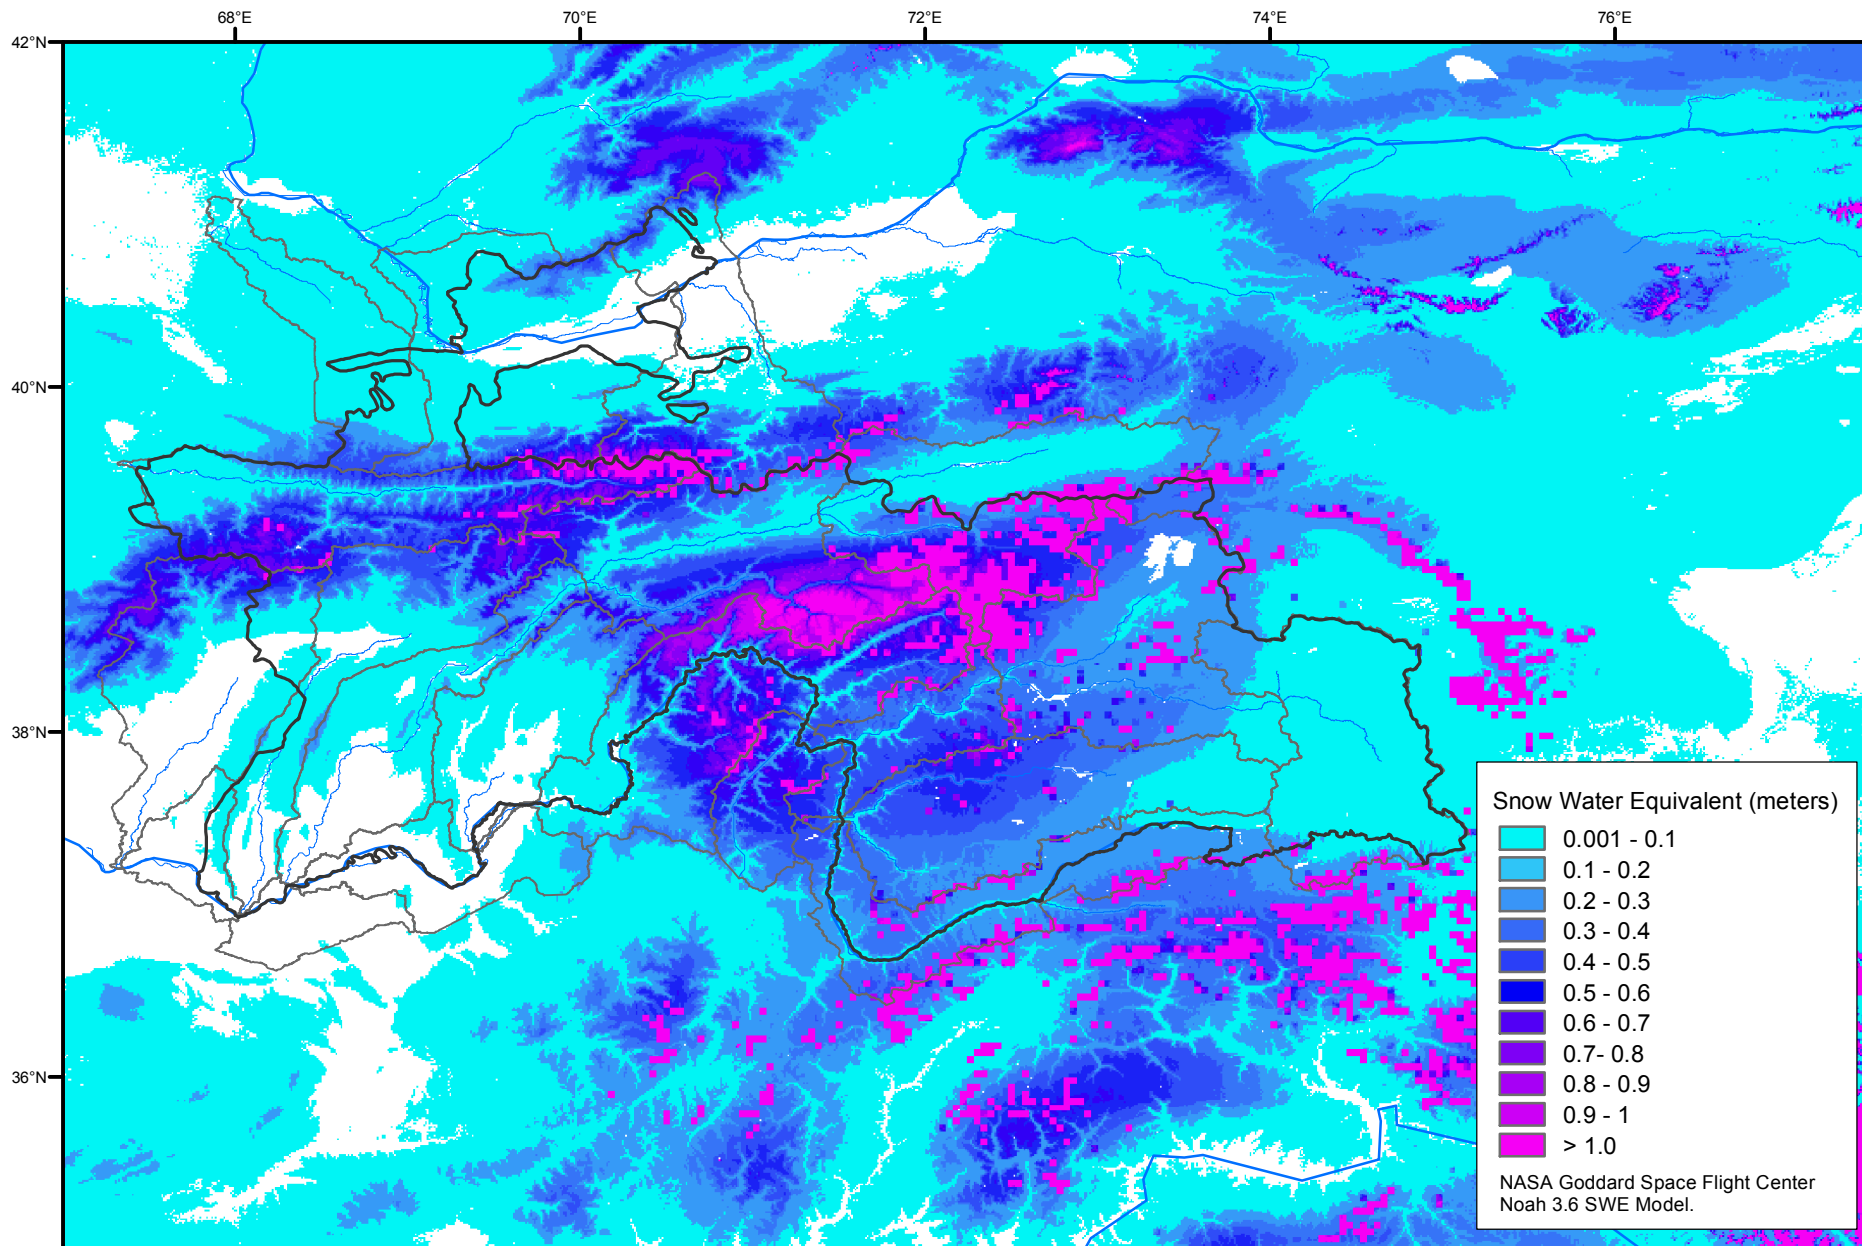 68°E 70°E 72°E 74°E 76°E
42°N
40°N
38°N
36°N
Snow Water Equivalent (meters)
0.001 - 0.1
0.1 - 0.2
0.2 - 0.3
0.3 - 0.4
0.4 - 0.5
0.5 - 0.6
0.6 - 0.7
0.7- 0.8
0.8 - 0.9
0.9 - 1
> 1.0
NASA Goddard Space Flight Center
Noah 3.6 SWE Model.